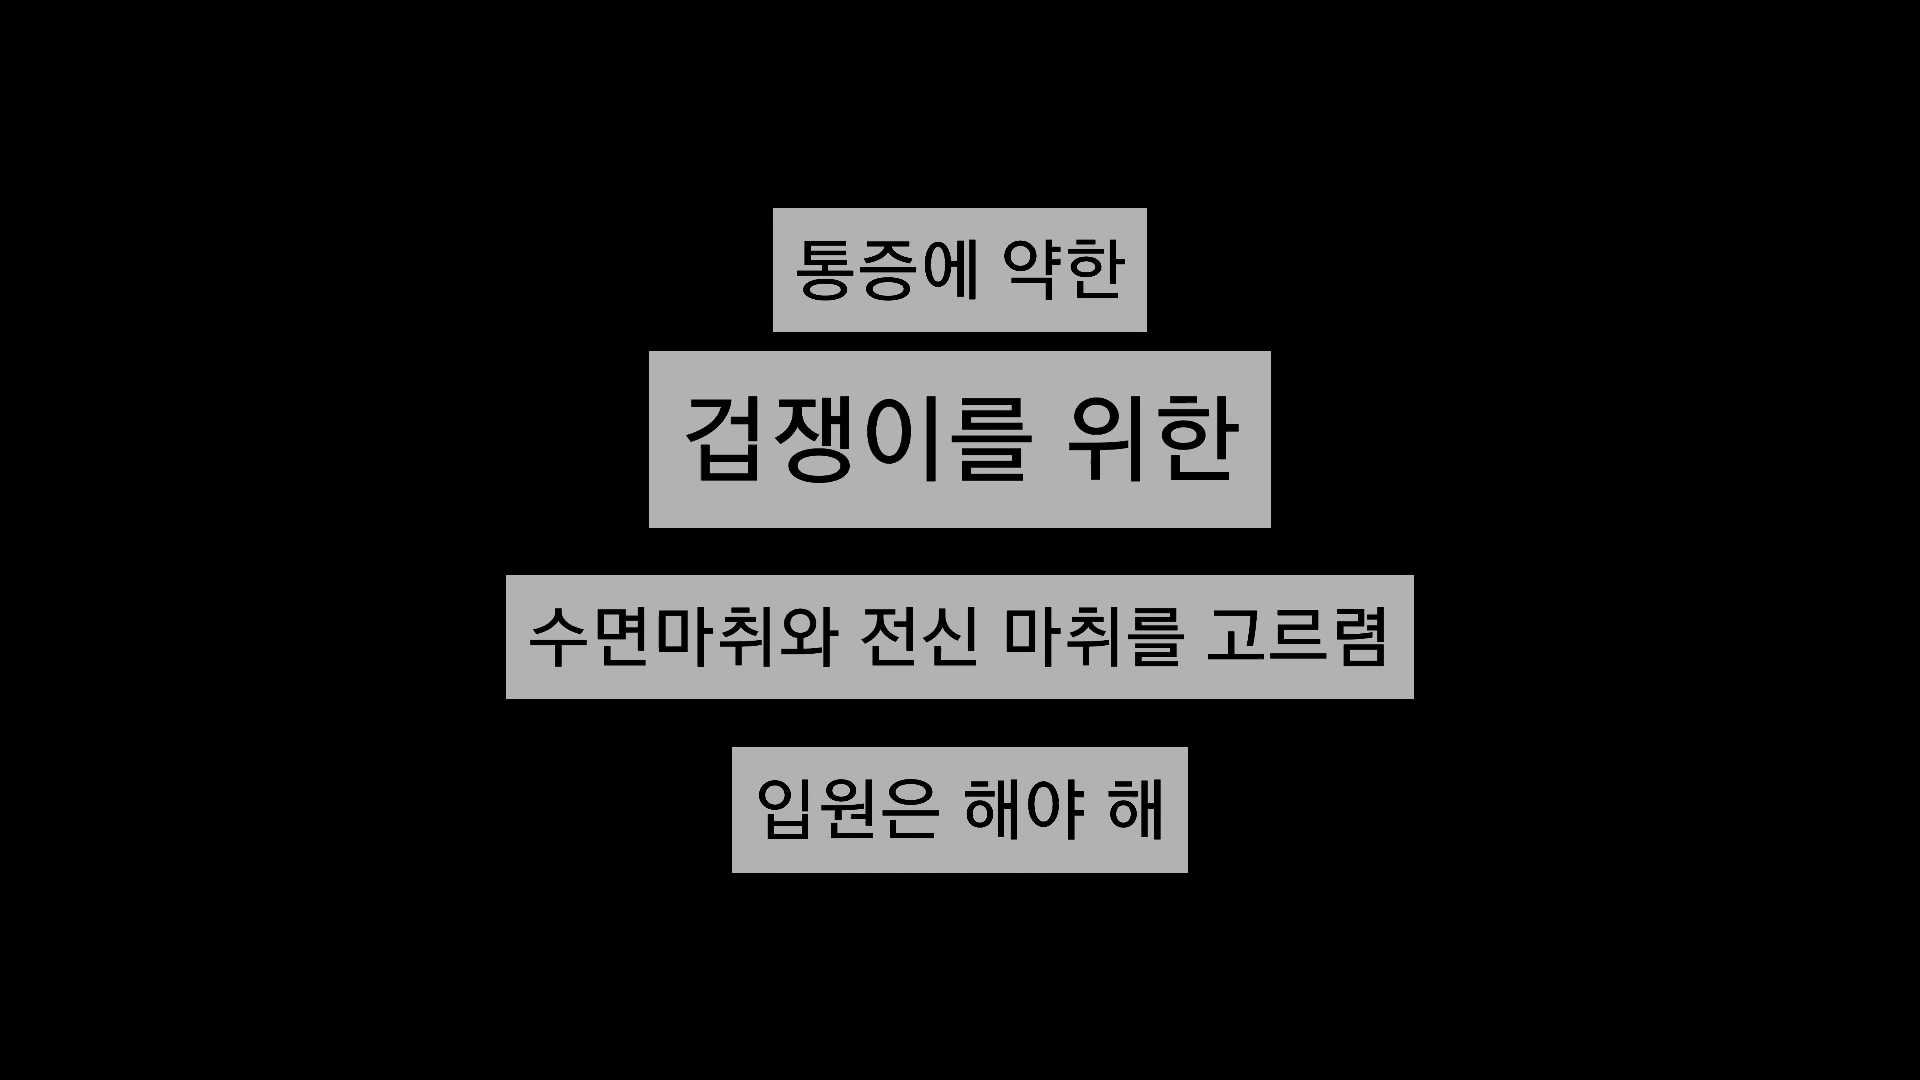 통증에 약한
겁쟁이를 위한
수면마취와 전신 마취를 고르렴
입원은 해야 해